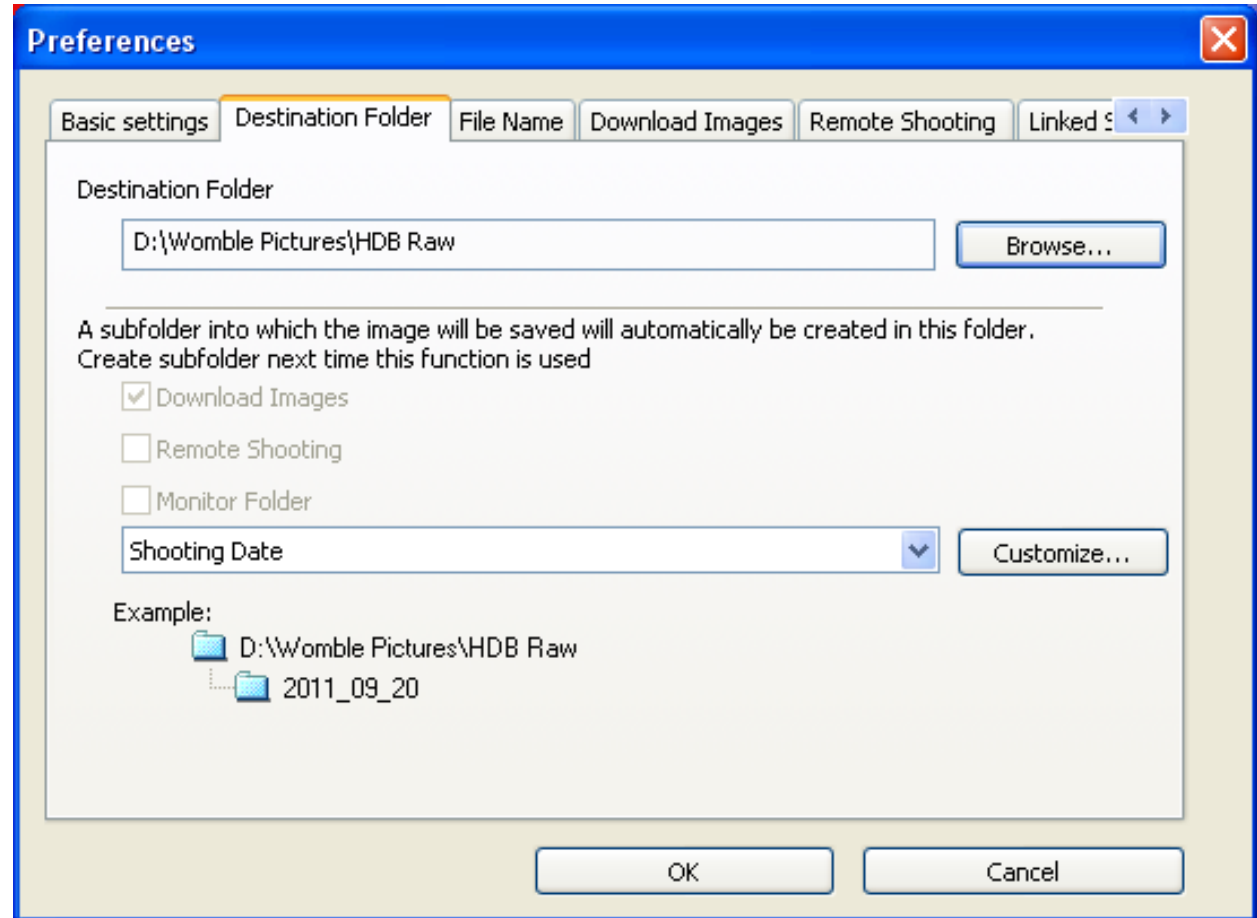 Preferences
Basic settings Destination Folder File Name Download Images Remote Shooting Linked
Destination Folder
D:\Womble Pictures\HDB Raw Browse...
A subfolder into which the image will be saved will automatically be created in this folder.
Create subfolder next time this function is used
Download Images
Remote Shooting
Monitor Folder
Shooting Date Customize...
Example:
D:\Womble Pictures\HDB Raw
2011_09_20
OK Cancel